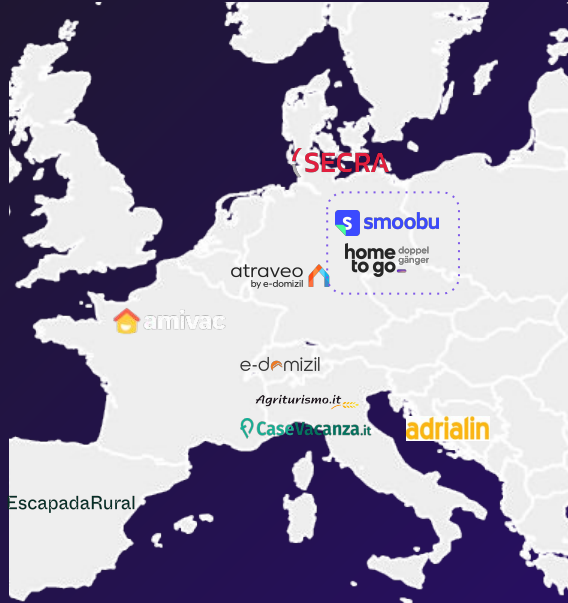 SECRA
S smoobu
home
to go
doppel
gänger
atraveo
by e-domizil
amivac
e-domizil
Agriturismo.it
CaseVacanza.it
adrialin
EscapadaRural